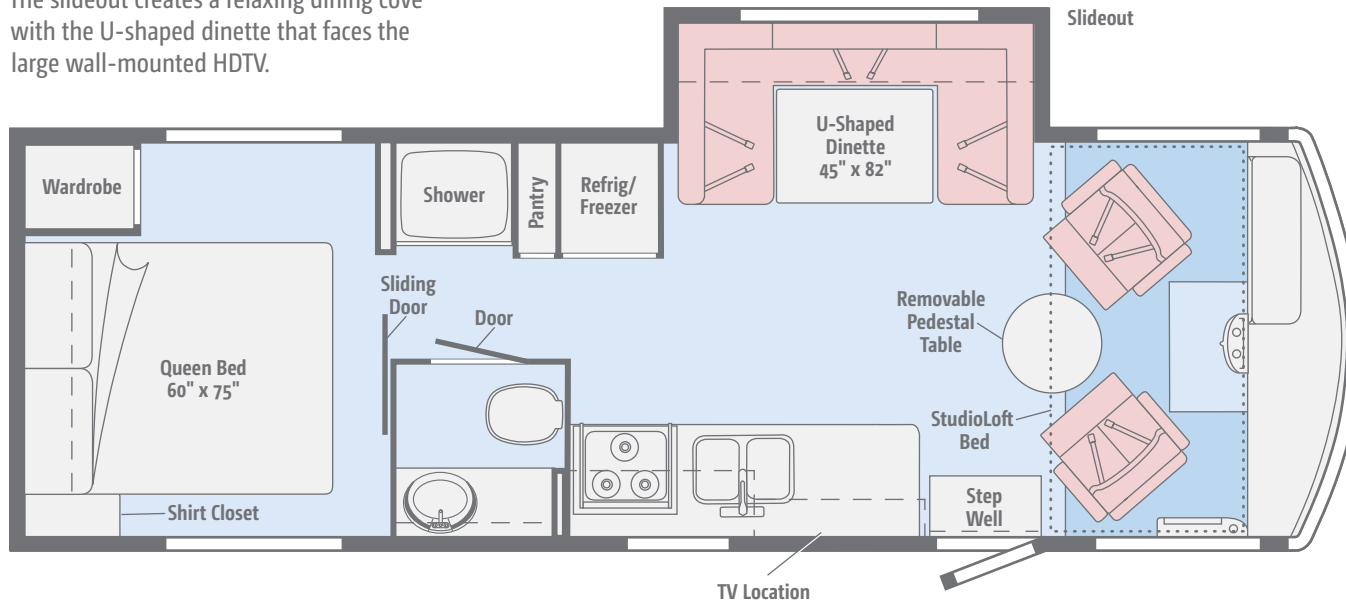 The slideout creates a relaxing dining cove
with the U-shaped dinette that faces the
large wall-mounted HDTV.
Slideout
U-Shaped
Dinette
45" x 82"
Wardrobe
Shower
Pantry
Refrig/
Freezer
Sliding
Door
Door
Removable
Pedestal
Table
Queen Bed
60" x 75"
StudioLoft
Bed
Step
Well
Shirt Closet
TV Location